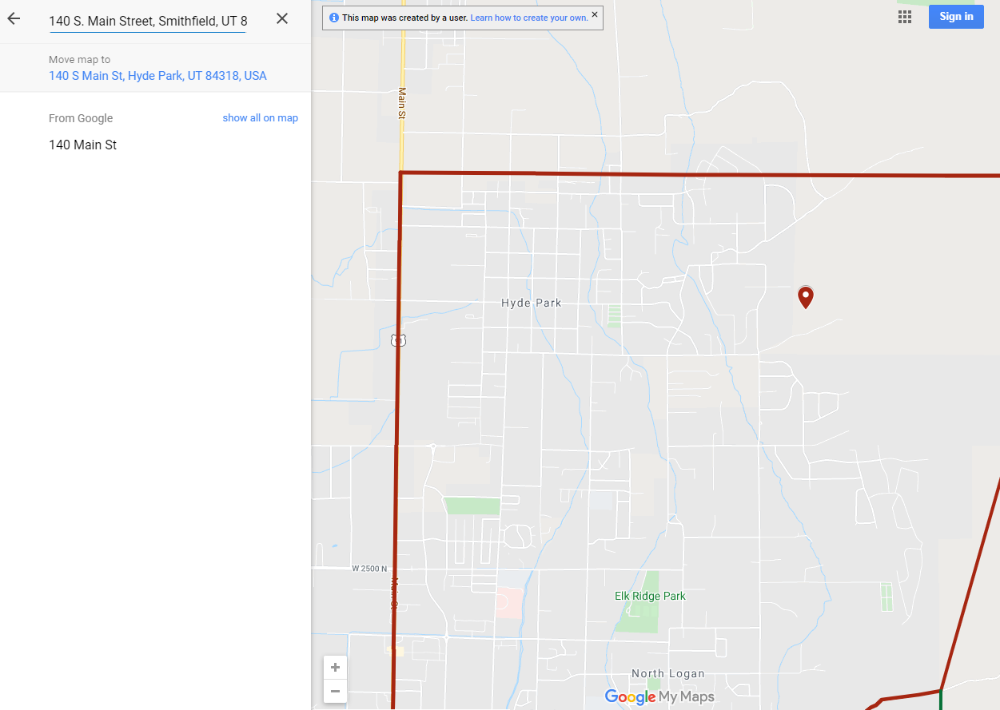 140 S. Main Street, Smithfield, UT 8
Move map to
140 S Main St, Hyde Park, UT 84318, USA
From Google
show all on map
140 Main St
This map was created by a user. Learn how to create your own.
Sign in
Main St
Hyde Park
91
W 2500 N
Main St
Elk Ridge Park
North Logan
Google My Maps